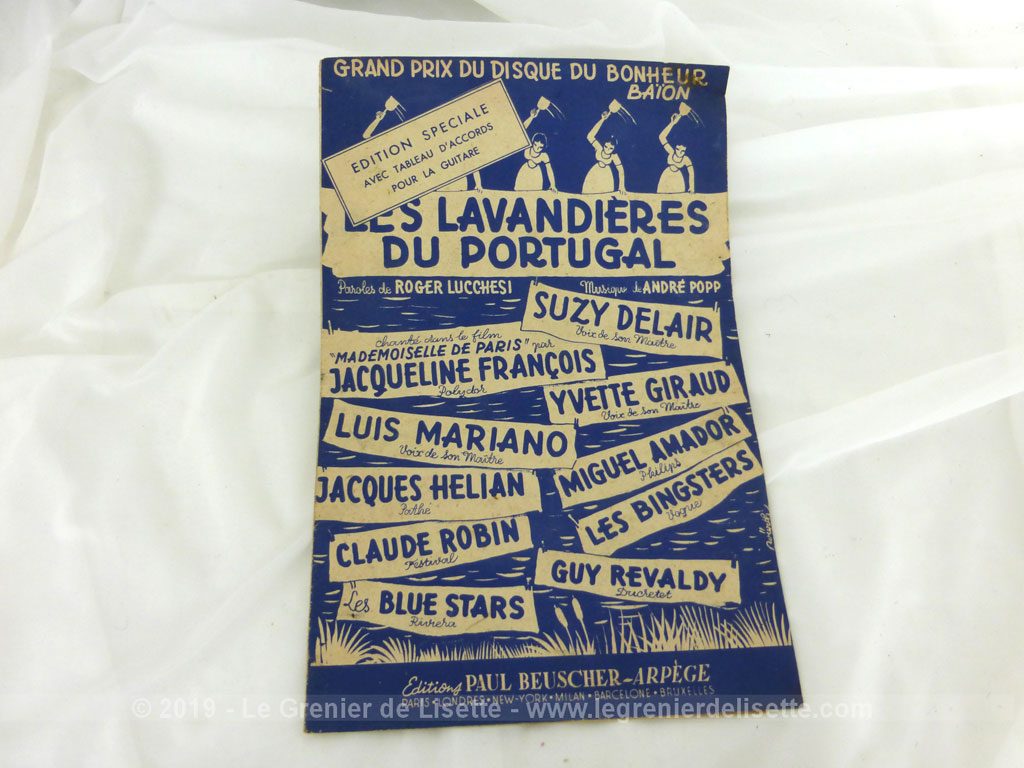 GRAND PRIX DU DISQUE DU BONHEUR
BAÏON
EDITION SPECIALE
AVEC TABLEAU D'ACCORDS
POUR LA GUITARE
LES LAVANDIÈRES
DU PORTUGAL
Paroles de ROGER LUCCHESI
Musique de ANDRÉ POPP
SUZY DELAIR
Voix de son Maître
chanté dans le film
"MADEMOISELLE DE PARIS" par
JACQUELINE FRANÇOIS
Polydor
YVETTE GIRAUD
Voix de son Maître
LUIS MARIANO
Voix de son Maître
MIGUEL AMADOR
Philips
JACQUES HELIAN
Pathé
LES BINGSTERS
Vogue
CLAUDE ROBIN
Festival
GUY REVALDY
Ducretet
Les BLUE STARS
Riviera
Editions PAUL BEUSCHER-ARPÈGE
PARIS•LONDRES•NEW-YORK•MILAN•BARCELONE•BRUXELLES
© 2019 - Le Grenier de Lisette - www.legrenierdelisette.com